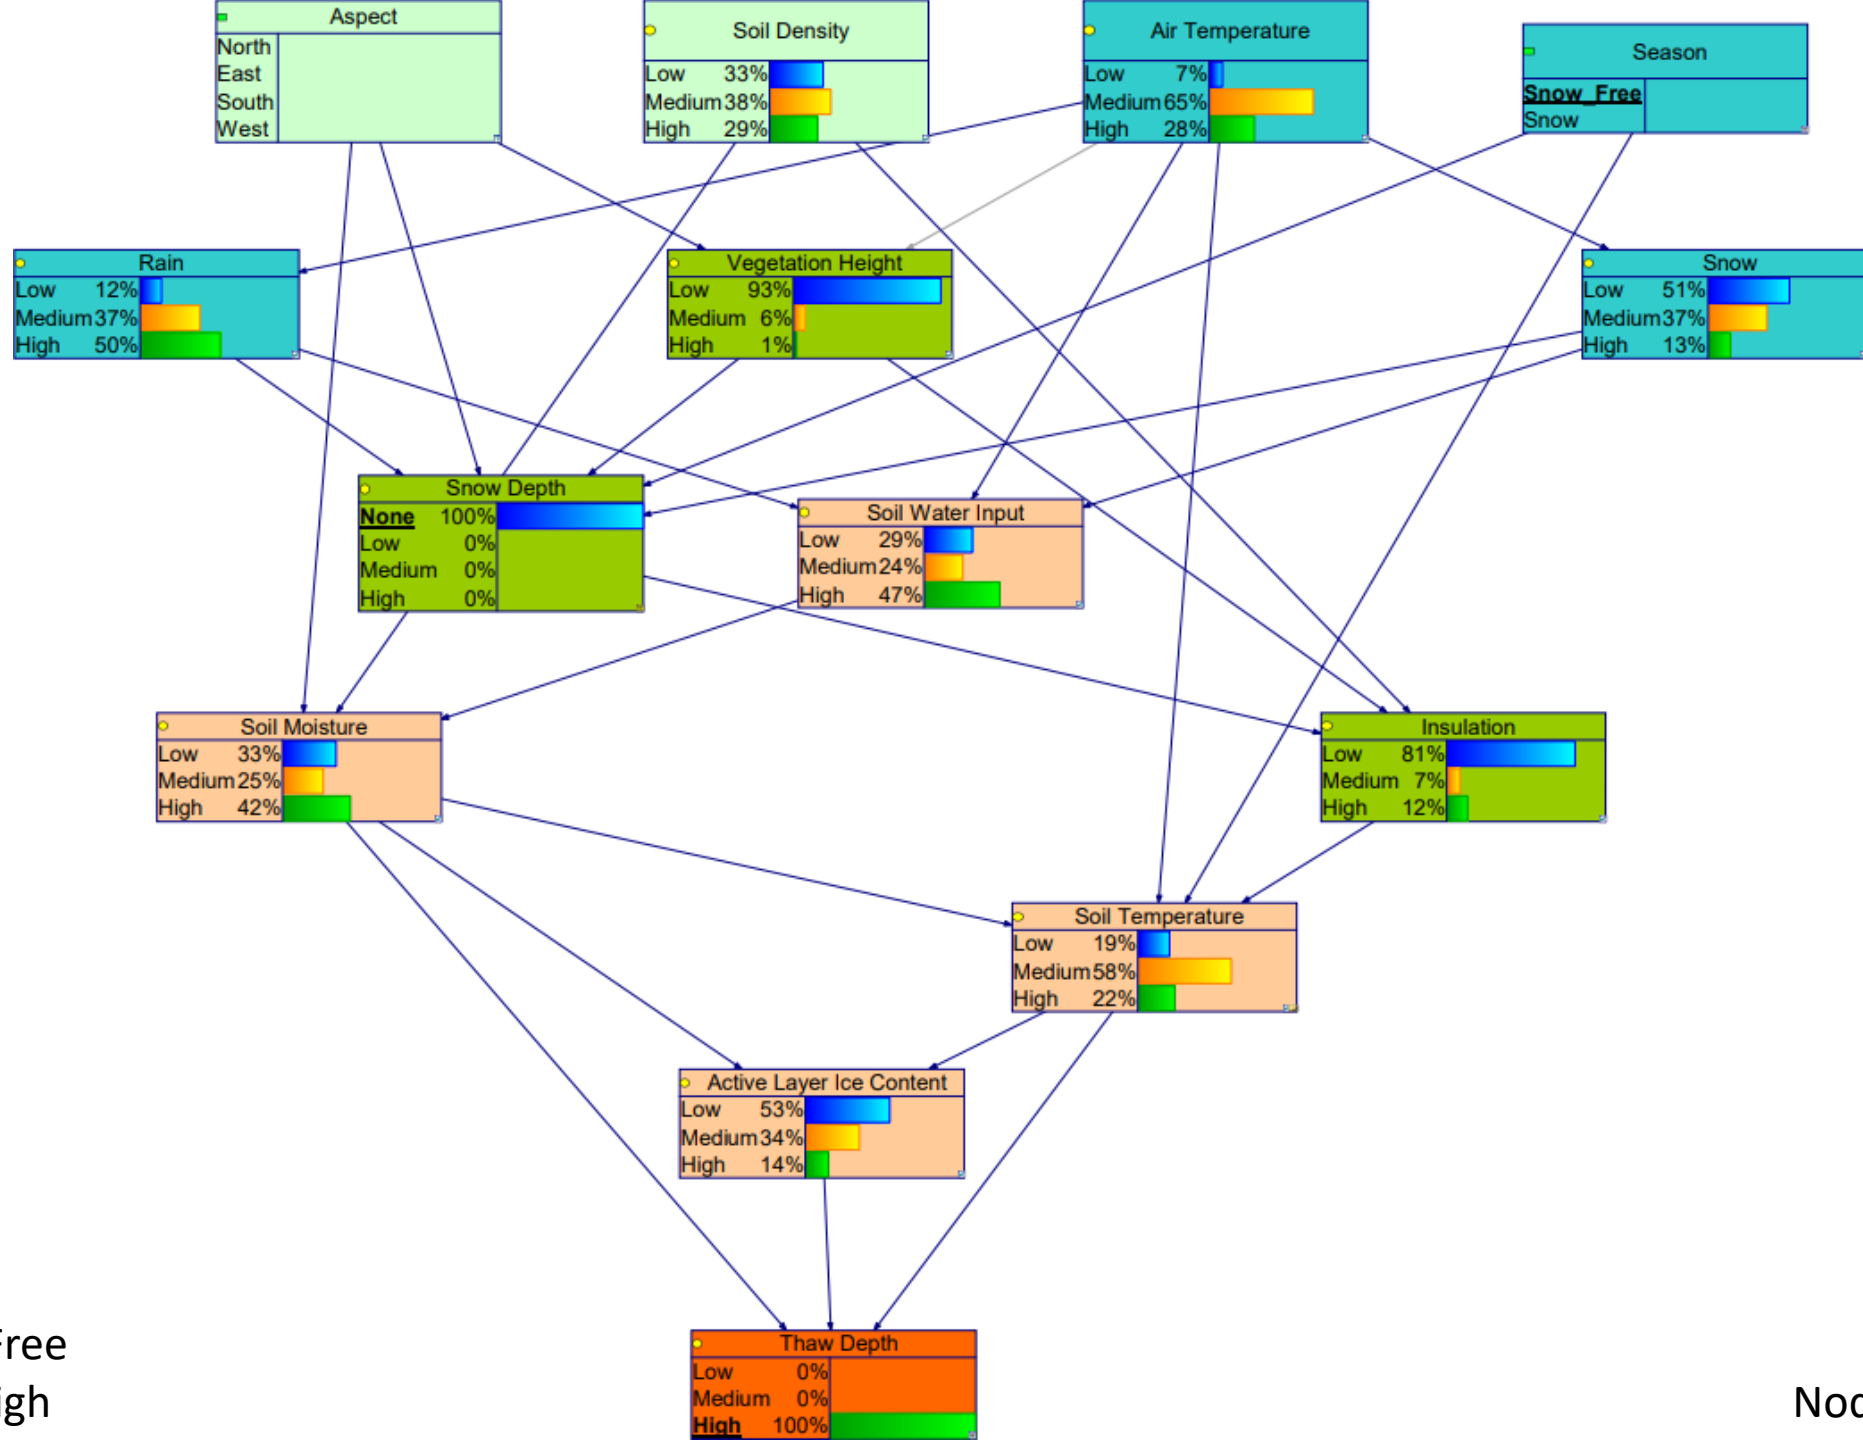 Aspect
North
East
South
West
Soil Density
Low 33%
Medium 38%
High 29%
Air Temperature
Low 7%
Medium 65%
High 28%
Season
Snow_Free
Snow
Rain
Low 12%
Medium 37%
High 50%
Vegetation Height
Low 93%
Medium 6%
High 1%
Snow
Low 51%
Medium 37%
High 13%
Snow Depth
None 100%
Low 0%
Medium 0%
High 0%
Soil Water Input
Low 29%
Medium 24%
High 47%
Soil Moisture
Low 33%
Medium 25%
High 42%
Insulation
Low 81%
Medium 7%
High 12%
Soil Temperature
Low 19%
Medium 58%
High 22%
Active Layer Ice Content
Low 53%
Medium 34%
High 14%
Thaw Depth
Low 0%
Medium 0%
High 100%
Free
igh
Nod